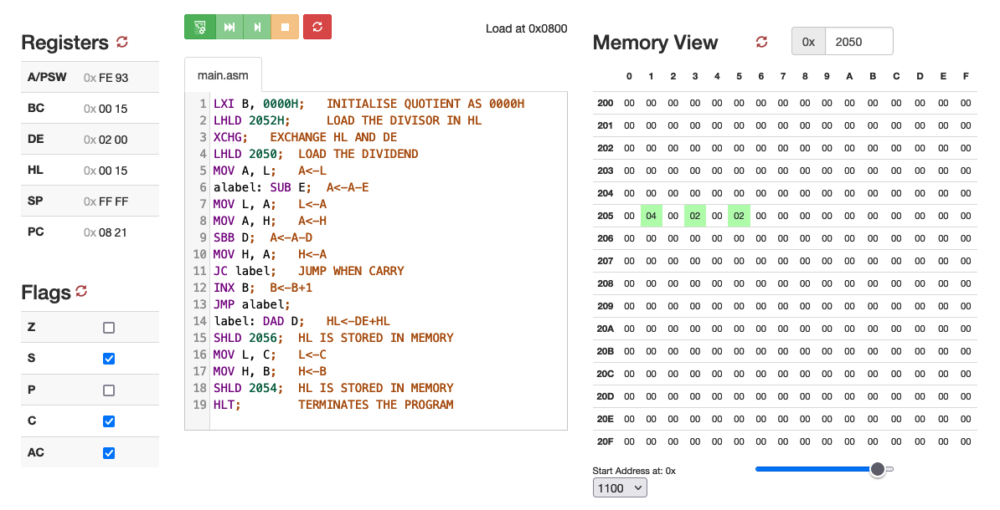 Registers
A/PSW 0x FE 93
BC 0x 00 15
DE 0x 02 00
HL 0x 00 15
SP 0x FF FF
PC 0x 08 21
Flags
Z
S
P
C
AC
Load at 0x0800
main.asm
1 LXI B, 0000H;   INITIALISE QUOTIENT AS 0000H
2 LHLD 2052H;     LOAD THE DIVISOR IN HL
3 XCHG;   EXCHANGE HL AND DE
4 LHLD 2050;  LOAD THE DIVIDEND
5 MOV A, L;   A<-L
6 alabel: SUB E;  A<-A-E
7 MOV L, A;   L<-A
8 MOV A, H;   A<-H
9 SBB D;  A<-A-D
10 MOV H, A;   H<-A
11 JC label;   JUMP WHEN CARRY
12 INX B;  B<-B+1
13 JMP alabel;
14 label: DAD D;   HL<-DE+HL
15 SHLD 2056;  HL IS STORED IN MEMORY
16 MOV L, C;   L<-C
17 MOV H, B;   H<-B
18 SHLD 2054;  HL IS STORED IN MEMORY
19 HLT;        TERMINATES THE PROGRAM
Memory View
0x 2050
0 1 2 3 4 5 6 7 8 9 A B C D E F
200 00 00 00 00 00 00 00 00 00 00 00 00 00 00 00 00
201 00 00 00 00 00 00 00 00 00 00 00 00 00 00 00 00
202 00 00 00 00 00 00 00 00 00 00 00 00 00 00 00 00
203 00 00 00 00 00 00 00 00 00 00 00 00 00 00 00 00
204 00 00 00 00 00 00 00 00 00 00 00 00 00 00 00 00
205 00 04 00 02 00 02 00 00 00 00 00 00 00 00 00 00
206 00 00 00 00 00 00 00 00 00 00 00 00 00 00 00 00
207 00 00 00 00 00 00 00 00 00 00 00 00 00 00 00 00
208 00 00 00 00 00 00 00 00 00 00 00 00 00 00 00 00
209 00 00 00 00 00 00 00 00 00 00 00 00 00 00 00 00
20A 00 00 00 00 00 00 00 00 00 00 00 00 00 00 00 00
20B 00 00 00 00 00 00 00 00 00 00 00 00 00 00 00 00
20C 00 00 00 00 00 00 00 00 00 00 00 00 00 00 00 00
20D 00 00 00 00 00 00 00 00 00 00 00 00 00 00 00 00
20E 00 00 00 00 00 00 00 00 00 00 00 00 00 00 00 00
20F 00 00 00 00 00 00 00 00 00 00 00 00 00 00 00 00
Start Address at: 0x
1100